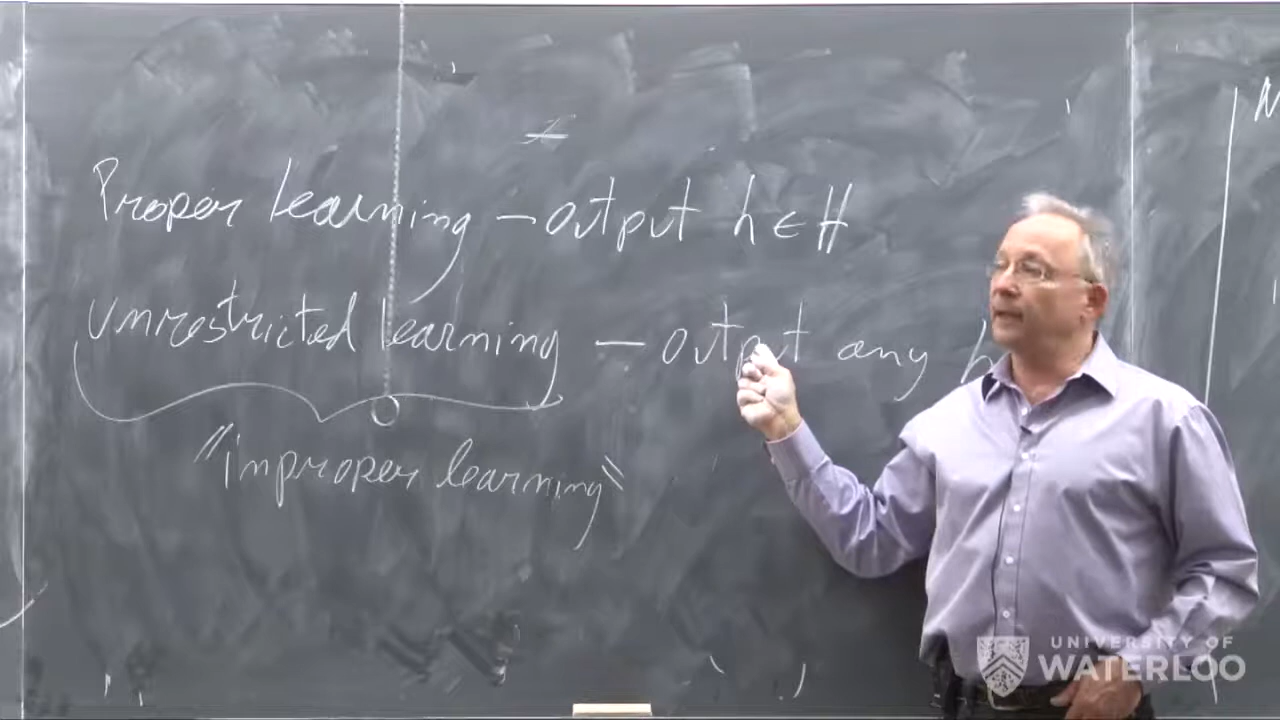 Proper learning — output h ∈ H
unrestricted learning — output any h
"improper learning"
N
UNIVERSITY OF
WATERLOO